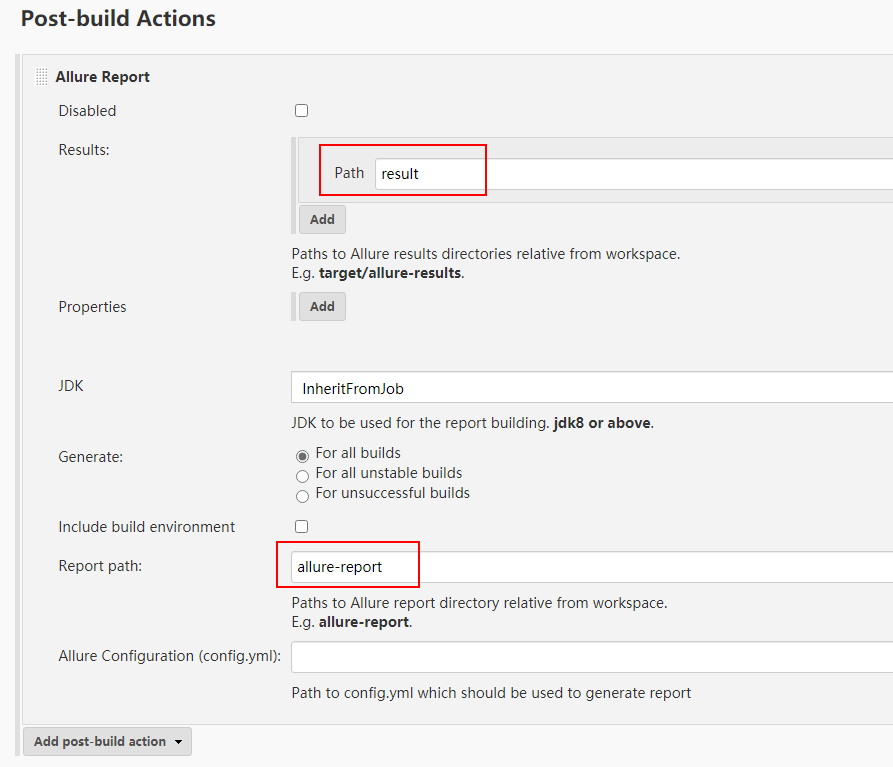 Post-build Actions
Allure Report
Disabled
Results:
Path result
Add
Paths to Allure results directories relative from workspace.
E.g. target/allure-results.
Properties
Add
JDK
InheritFromJob
JDK to be used for the report building. jdk8 or above.
Generate:
For all builds
For all unstable builds
For unsuccessful builds
Include build environment
Report path:
allure-report
Paths to Allure report directory relative from workspace.
E.g. allure-report.
Allure Configuration (config.yml):
Path to config.yml which should be used to generate report
Add post-build action